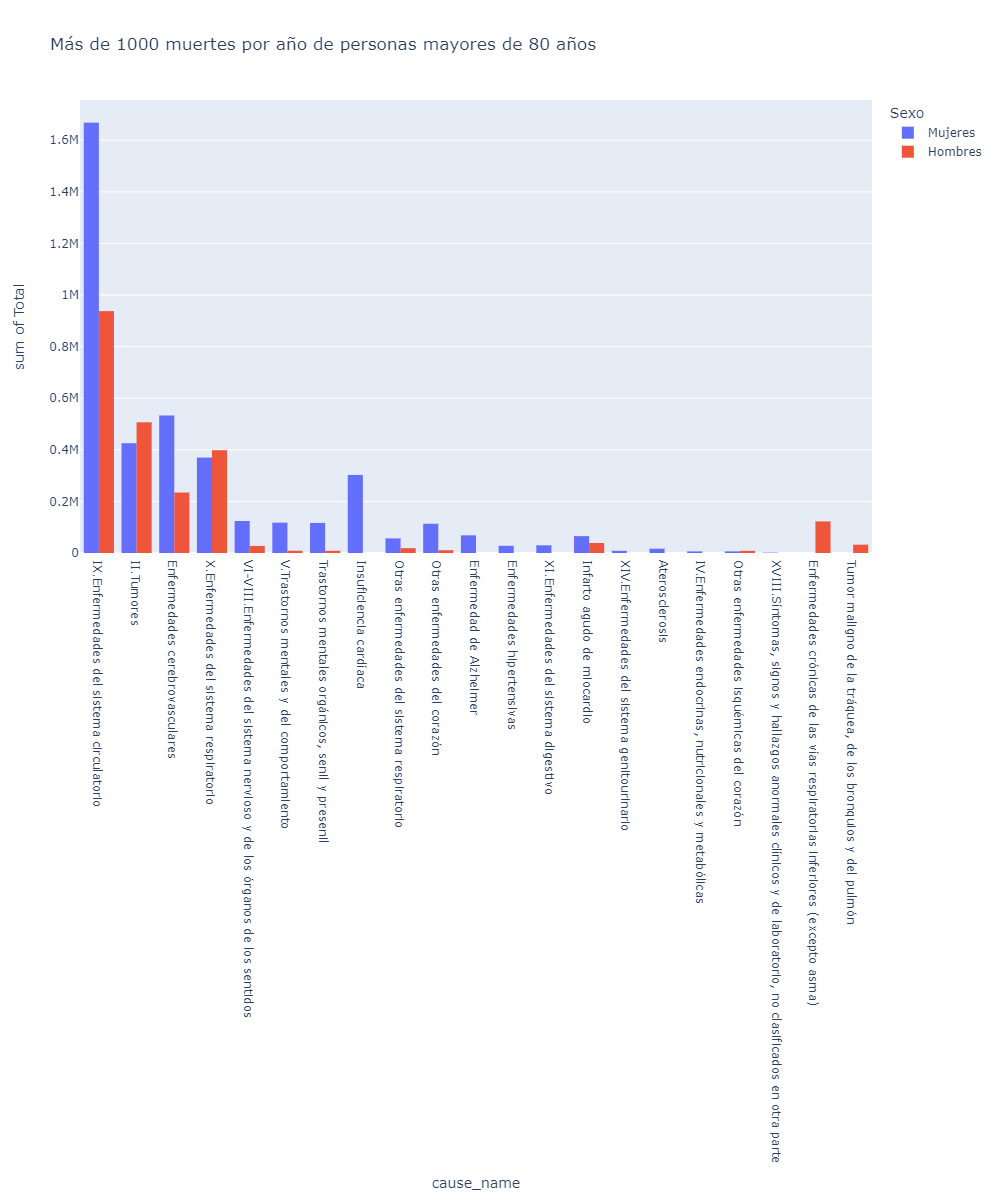 Más de 1000 muertes por año de personas mayores de 80 años
Sexo
Mujeres
Hombres
1.6M
1.4M
1.2M
1M
0.8M
0.6M
0.4M
0.2M
0
sum of Total
IX.Enfermedades del sistema circulatorio
II.Tumores
Enfermedades cerebrovasculares
X.Enfermedades del sistema respiratorio
VI-VIII.Enfermedades del sistema nervioso y de los órganos de los sentidos
V.Trastornos mentales y del comportamiento
Trastornos mentales orgánicos, senil y presenil
Insuficiencia cardíaca
Otras enfermedades del sistema respiratorio
Otras enfermedades del corazón
Enfermedad de Alzheimer
Enfermedades hipertensivas
XI.Enfermedades del sistema digestivo
Infarto agudo de miocardio
XIV.Enfermedades del sistema genitourinario
Aterosclerosis
IV.Enfermedades endocrinas, nutricionales y metabólicas
Otras enfermedades isquémicas del corazón
XVIII.Síntomas, signos y hallazgos anormales clínicos y de laboratorio, no clasificados en otra parte
Enfermedades crónicas de las vías respiratorias inferiores (excepto asma)
Tumor maligno de la tráquea, de los bronquios y del pulmón
cause_name